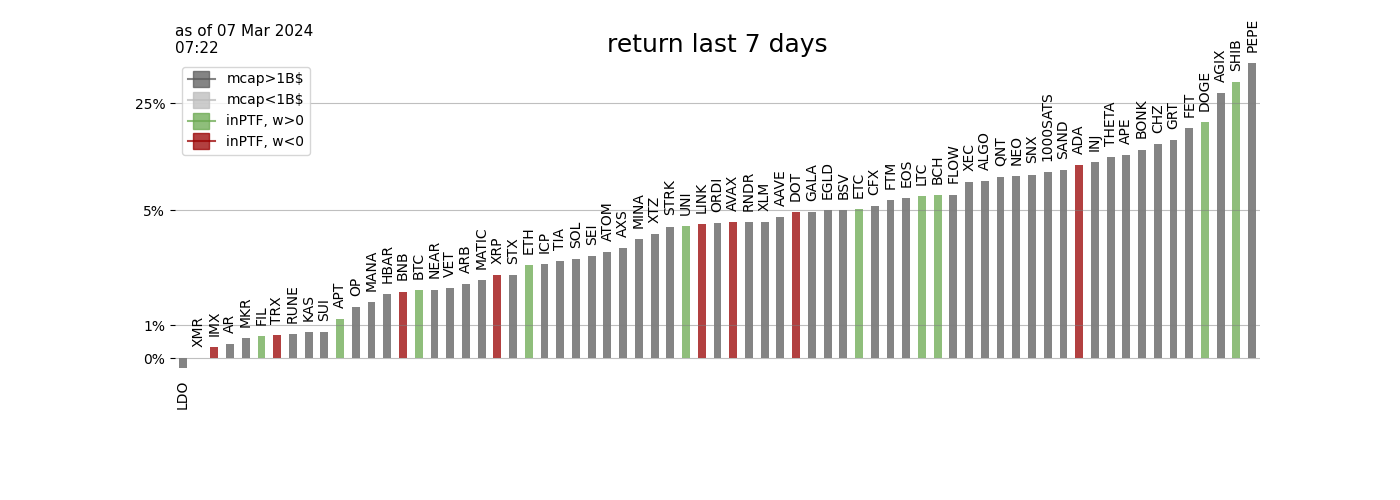 as of 07 Mar 2024
07:22
return last 7 days
mcap>1B$
mcap<1B$
inPTF, w>0
inPTF, w<0
25%
5%
1%
0%
LDO
XMR
IMX
AR
MKR
FIL
TRX
RUNE
KAS
SUI
APT
OP
MANA
HBAR
BNB
BTC
NEAR
VET
ARB
MATIC
XRP
STX
ETH
ICP
TIA
SOL
SEI
ATOM
AXS
MINA
XTZ
STRK
UNI
LINK
ORDI
AVAX
RNDR
XLM
AAVE
DOT
GALA
EGLD
BSV
ETC
CFX
FTM
EOS
LTC
BCH
FLOW
XEC
ALGO
QNT
NEO
SNX
1000SATS
SAND
ADA
INJ
THETA
APE
BONK
CHZ
GRT
FET
DOGE
AGIX
SHIB
PEPE